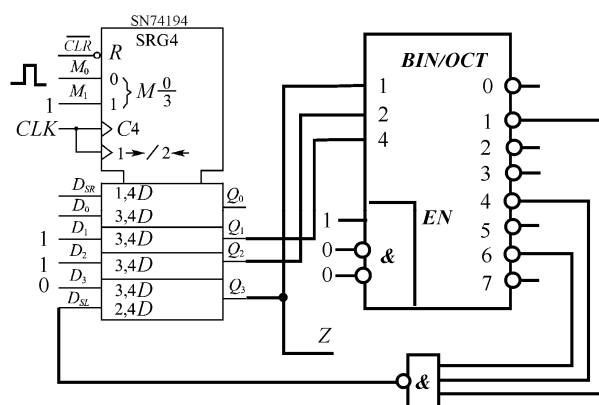 SN74194
SRG4
CLR
R
M₀
0
M 0/3
M₁
1
1
CLK
C4
1→/2←
D_SR
1,4D
Q₀
D₀
3,4D
1
D₁
3,4D
Q₁
1
D₂
3,4D
Q₂
0
D₃
3,4D
Q₃
D_SL
2,4D
Z
BIN/OCT
1
2
4
1
0
0
&
EN
0
1
2
3
4
5
6
7
&